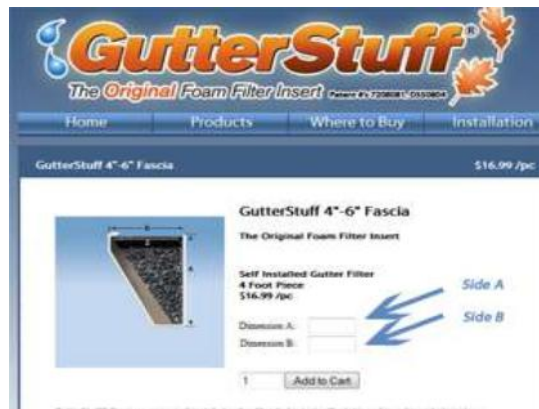 GutterStuff®
The Original Foam Filter Insert
Home Products Where to Buy Installation
GutterStuff 4"-6" Fascia $16.99 /pc
GutterStuff 4"-6" Fascia
The Original Foam Filter Insert
Self Installed Gutter Filter
4 Foot Piece
$16.99 /pc
Side A
Dimension A:
Side B
Dimension B:
1 Add to Cart